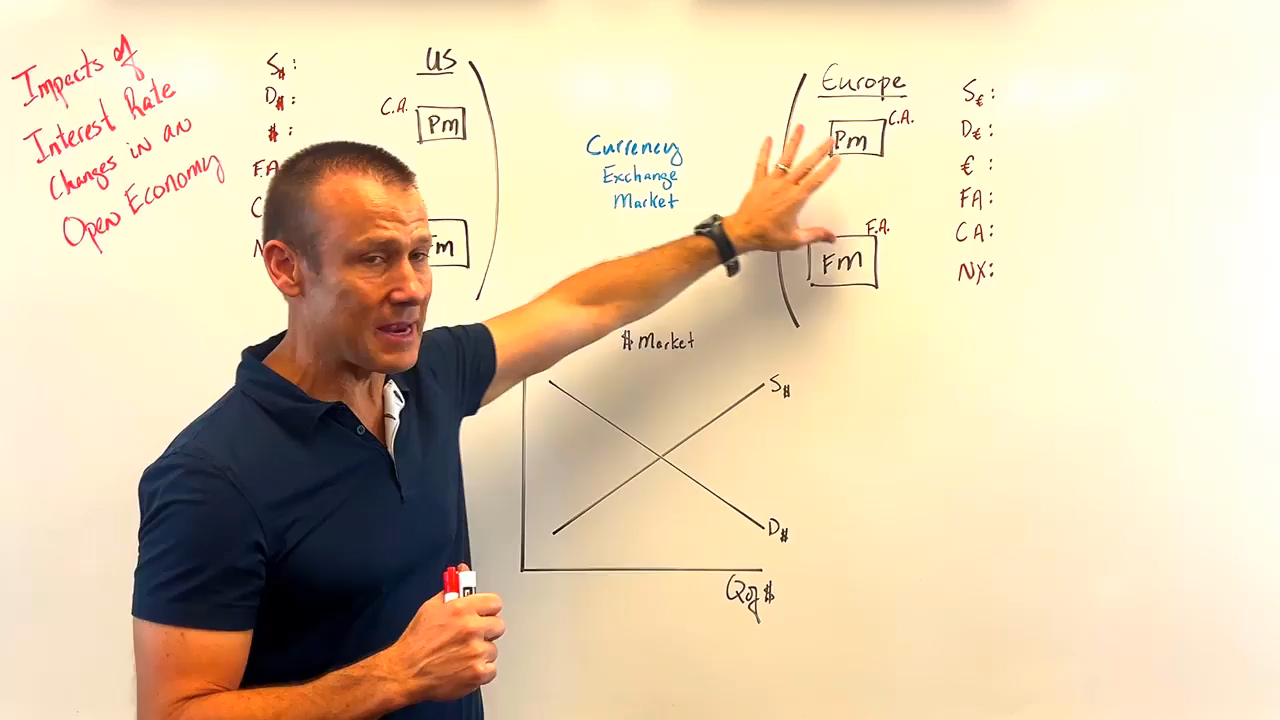 Impacts of
Interest Rate
Changes in an
Open Economy
S$:
D$:
$:
F.A
C
N
US
C.A.
Pm
Fm
Currency
Exchange
Market
Europe
Pm
C.A.
F.A.
Fm
S€:
D€:
€:
FA:
CA:
NX:
$ Market
S$
D$
Q of $